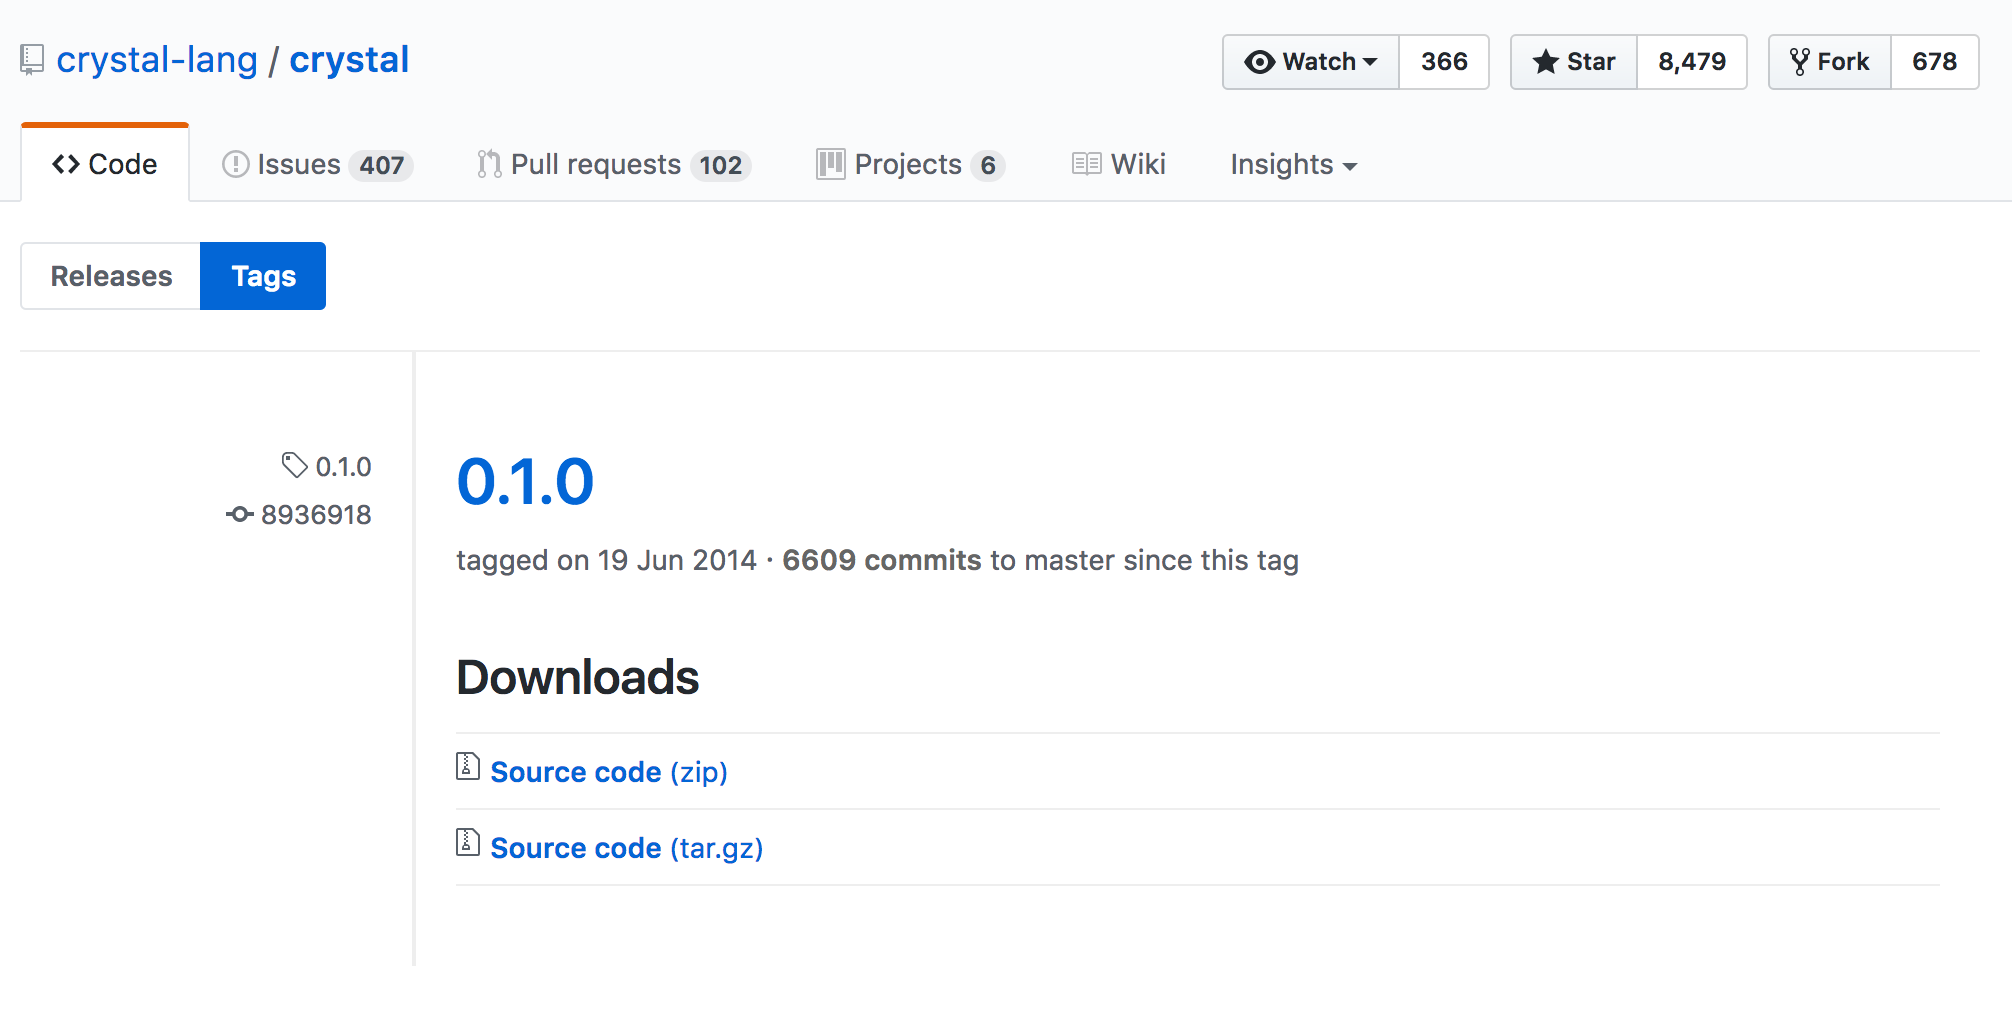 crystal-lang / crystal
Watch 366 Star 8,479 Fork 678
Code Issues 407 Pull requests 102 Projects 6 Wiki Insights
Releases Tags
0.1.0
8936918
0.1.0
tagged on 19 Jun 2014 · 6609 commits to master since this tag
Downloads
Source code (zip)
Source code (tar.gz)